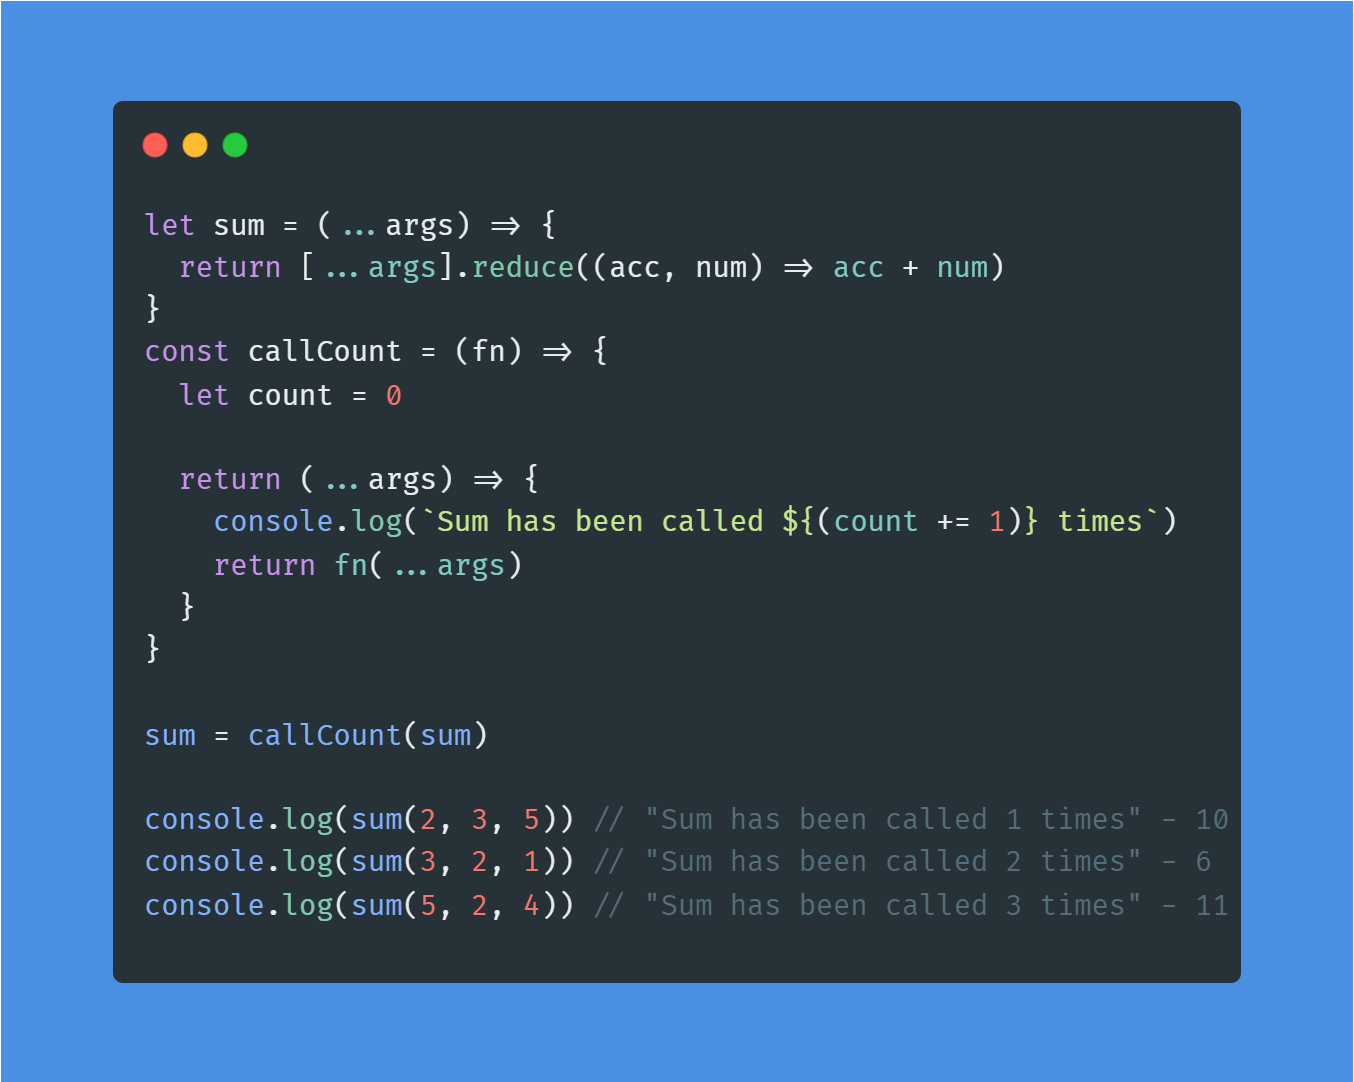 let sum = (...args) => {
  return [...args].reduce((acc, num) => acc + num)
}
const callCount = (fn) => {
  let count = 0

  return (...args) => {
    console.log(`Sum has been called ${(count += 1)} times`)
    return fn(...args)
  }
}

sum = callCount(sum)

console.log(sum(2, 3, 5)) // "Sum has been called 1 times" - 10
console.log(sum(3, 2, 1)) // "Sum has been called 2 times" - 6
console.log(sum(5, 2, 4)) // "Sum has been called 3 times" - 11